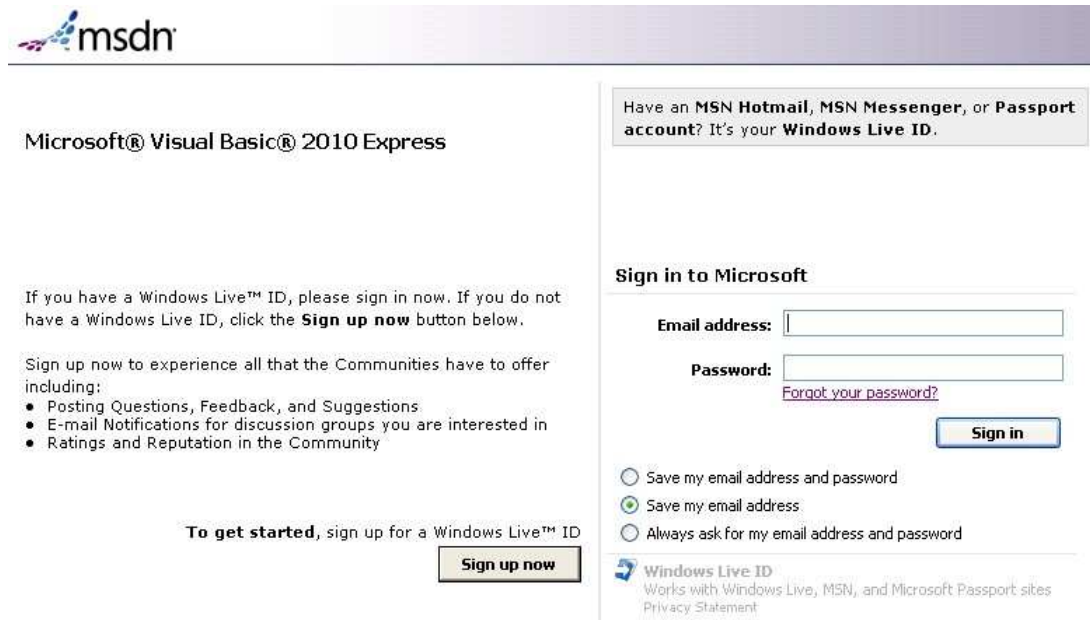 msdn
Microsoft® Visual Basic® 2010 Express
If you have a Windows Live™ ID, please sign in now. If you do not
have a Windows Live ID, click the Sign up now button below.
Sign up now to experience all that the Communities have to offer
including:
● Posting Questions, Feedback, and Suggestions
● E-mail Notifications for discussion groups you are interested in
● Ratings and Reputation in the Community
To get started, sign up for a Windows Live™ ID
Sign up now
Have an MSN Hotmail, MSN Messenger, or Passport
account? It's your Windows Live ID.
Sign in to Microsoft
Email address:
Password:
Forgot your password?
Sign in
Save my email address and password
Save my email address
Always ask for my email address and password
Windows Live ID
Works with Windows Live, MSN, and Microsoft Passport sites
Privacy Statement